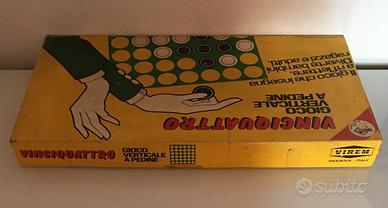 Il gioco che insegna
a riflettere.
Diverte bambini
ragazzi e adulti.
GIOCO
VERTICALE
A PEDINE
VINCIQUATTRO
VINCIQUATTRO
GIOCO
VERTICALE
A PEDINE
VIREM
MODENA - ITALY
subito